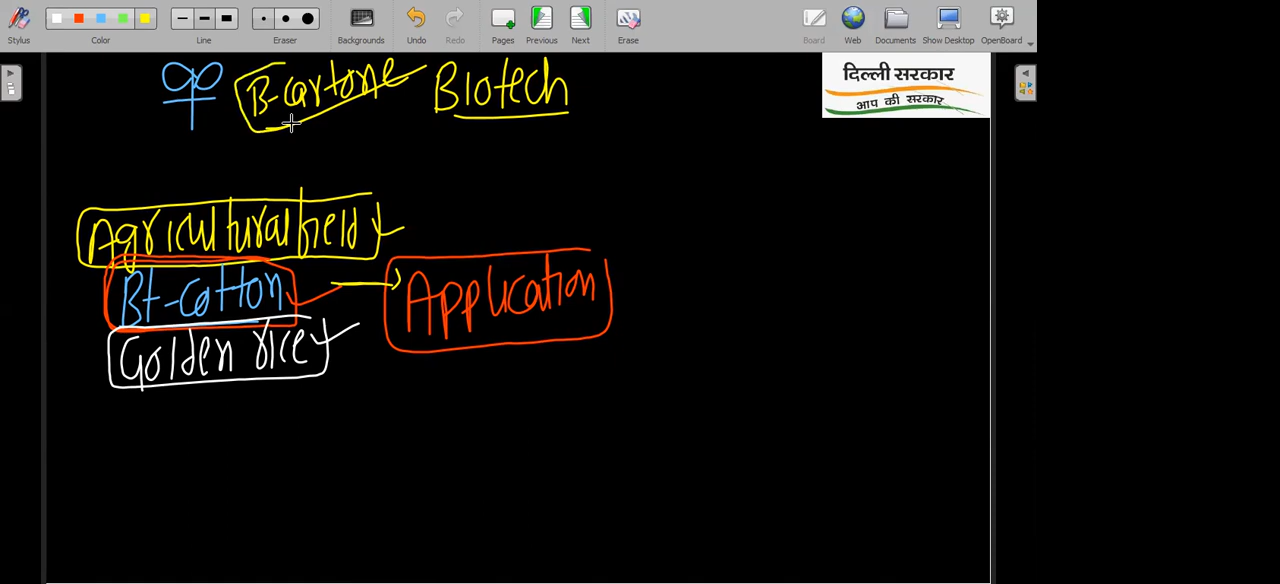 Stylus
Color
Line
Eraser
Backgrounds
Undo
Redo
Pages
Previous
Next
Erase
Board
Web
Documents
Show Desktop
OpenBoard
B-cartone Biotech
दिल्ली सरकार
आप की सरकार
Agricultural field
Bt-cotton
Application
Golden rice